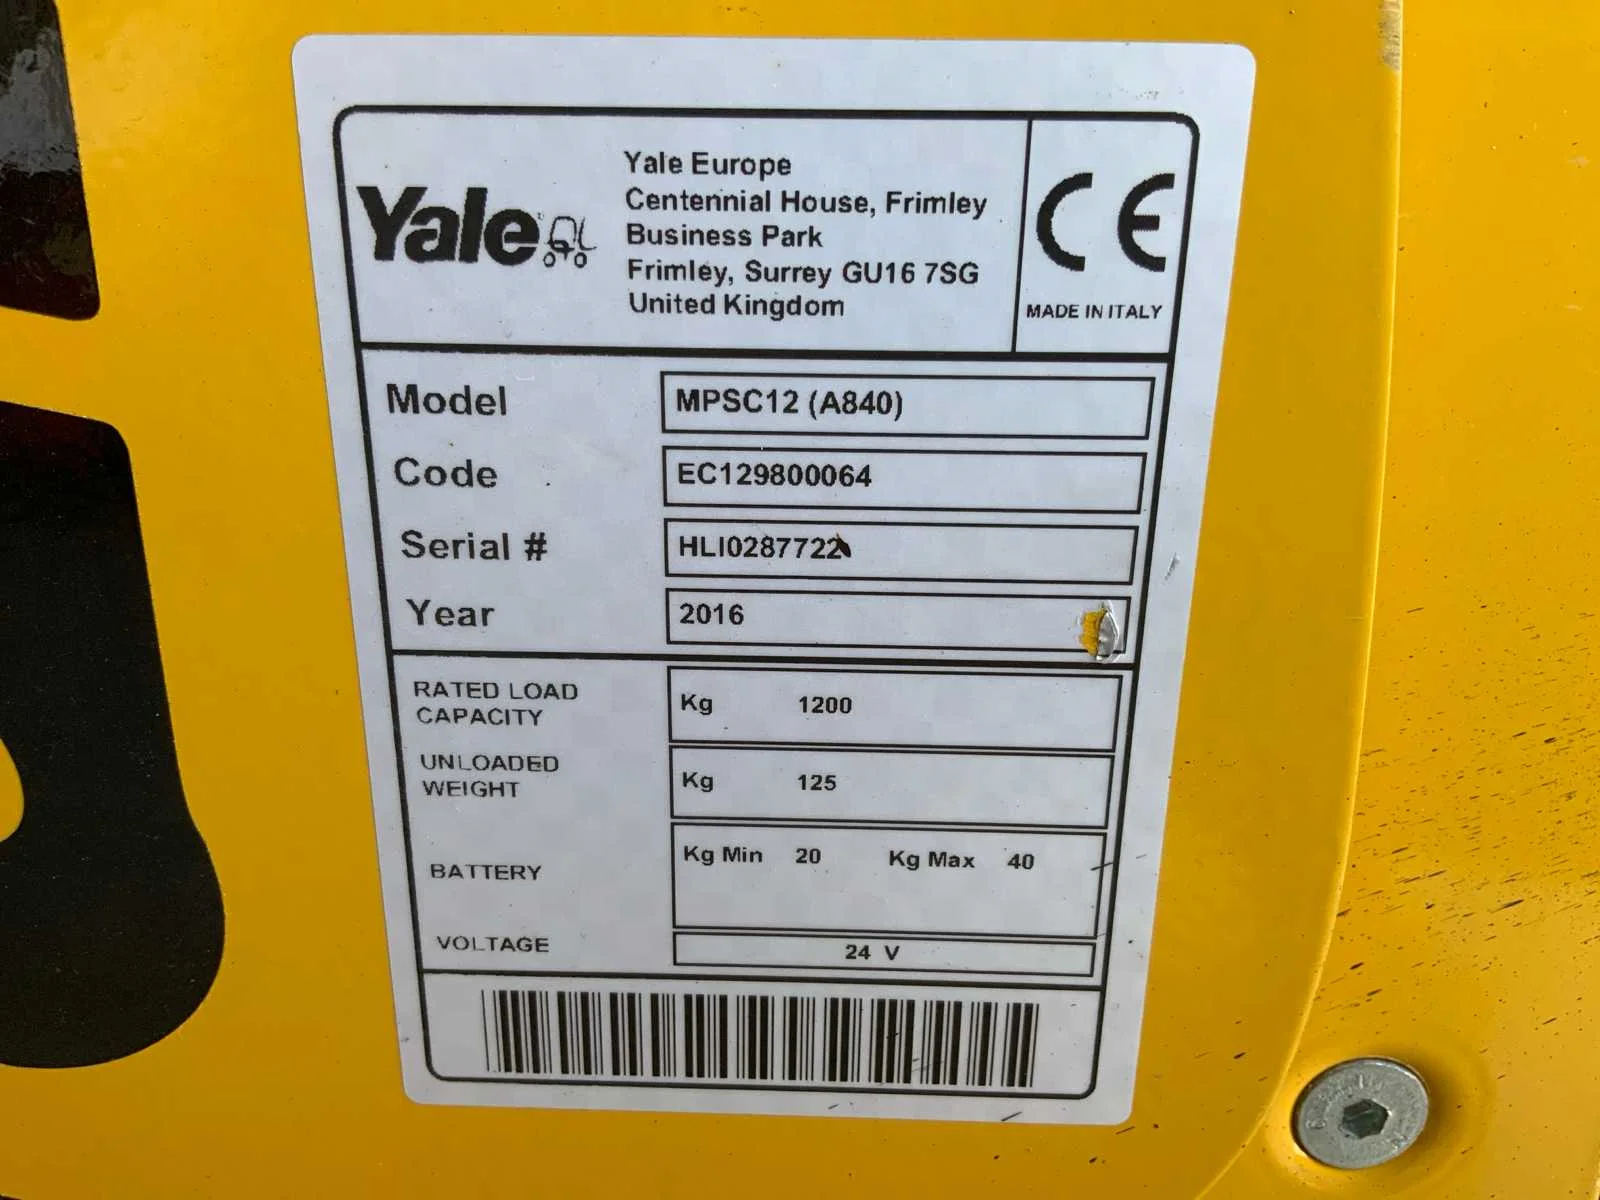 Yale
Yale Europe
Centennial House, Frimley
Business Park
Frimley, Surrey GU16 7SG
United Kingdom
CE
MADE IN ITALY
Model MPSC12 (A840)
Code EC129800064
Serial # HLI0287722
Year 2016
RATED LOAD
CAPACITY
Kg 1200
UNLOADED
WEIGHT
Kg 125
BATTERY
Kg Min 20 Kg Max 40
VOLTAGE 24 V